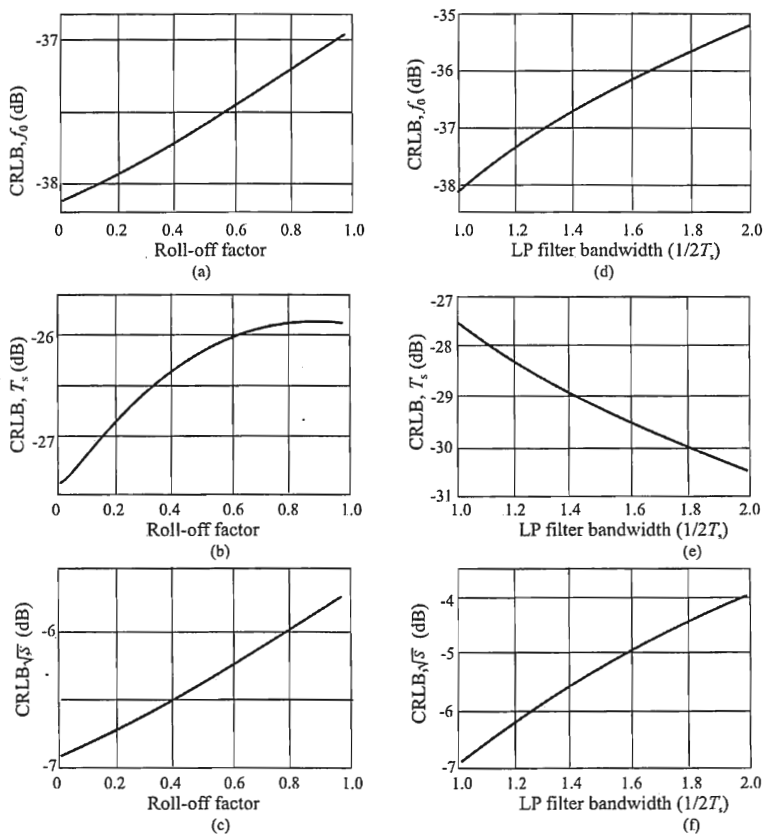 CRLB, f₀ (dB)
-37
-38
0 0.2 0.4 0.6 0.8 1.0
Roll-off factor
(a)
CRLB, f₀ (dB)
-35
-36
-37
-38
1.0 1.2 1.4 1.6 1.8 2.0
LP filter bandwidth (1/2Tₛ)
(d)
CRLB, Tₛ (dB)
-26
-27
0 0.2 0.4 0.6 0.8 1.0
Roll-off factor
(b)
CRLB, Tₛ (dB)
-27
-28
-29
-30
-31
1.0 1.2 1.4 1.6 1.8 2.0
LP filter bandwidth (1/2Tₛ)
(e)
CRLB√S (dB)
-6
-7
0 0.2 0.4 0.6 0.8 1.0
Roll-off factor
(c)
CRLB,√S (dB)
-4
-5
-6
-7
1.0 1.2 1.4 1.6 1.8 2.0
LP filter bandwidth (1/2Tₛ)
(f)